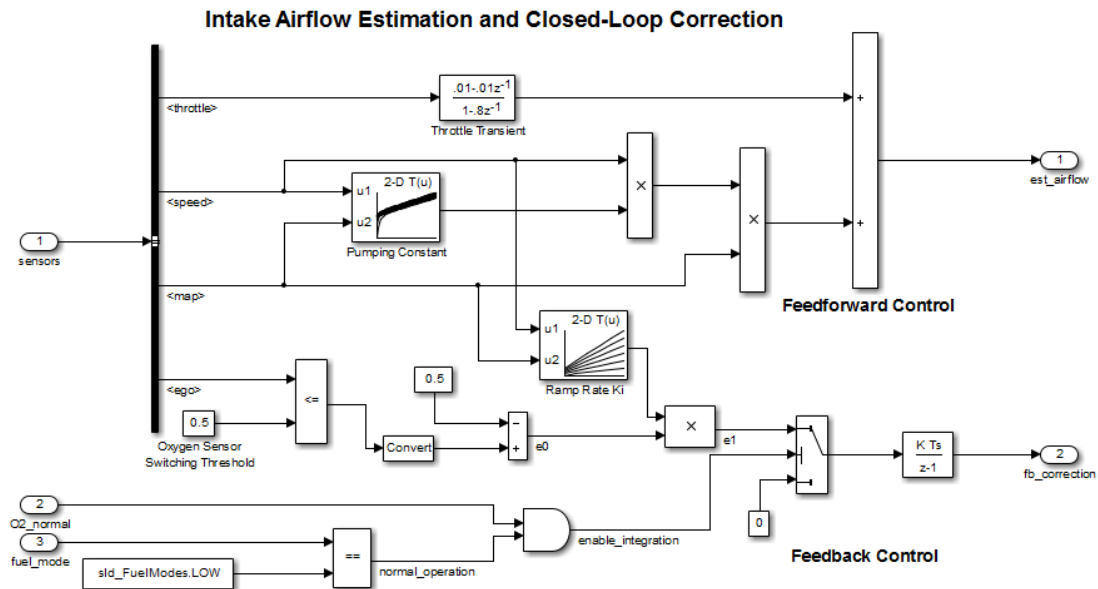 Intake Airflow Estimation and Closed-Loop Correction
.01-.01z-1
1-.8z-1
Throttle Transient
<throttle>
<speed>
2-D T(u)
u1
u2
Pumping Constant
×
×
+
+
1
est_airflow
1
sensors
<map>
Feedforward Control
2-D T(u)
u1
u2
Ramp Rate Ki
<ego>
0.5
Oxygen Sensor
Switching Threshold
<=
Convert
0.5
−
+
e0
×
e1
K Ts
z-1
2
fb_correction
0
2
O2_normal
3
fuel_mode
sld_FuelModes.LOW
==
normal_operation
enable_integration
Feedback Control